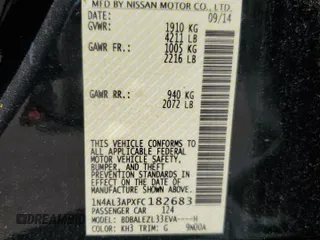 MFD BY NISSAN MOTOR CO., LTD.
DATE: 09/14
GVWR: 1910 KG
4211 LB
GAWR FR: 1005 KG
2216 LB
GAWR RR: 940 KG
2072 LB
THIS VEHICLE CONFORMS TO ALL
APPLICABLE FEDERAL MOTOR
VEHICLE SAFETY,
BUMPER, AND THEFT
PREVENTION STANDARDS
IN EFFECT ON THE DATE OF
MANUFACTURE SHOWN ABOVE.
1N4AL3APXFC182683
PASSENGER CAR 124
MODEL: BDBALEZL33EVA----H
COLOR: KH3 TRIM: G 9N00A